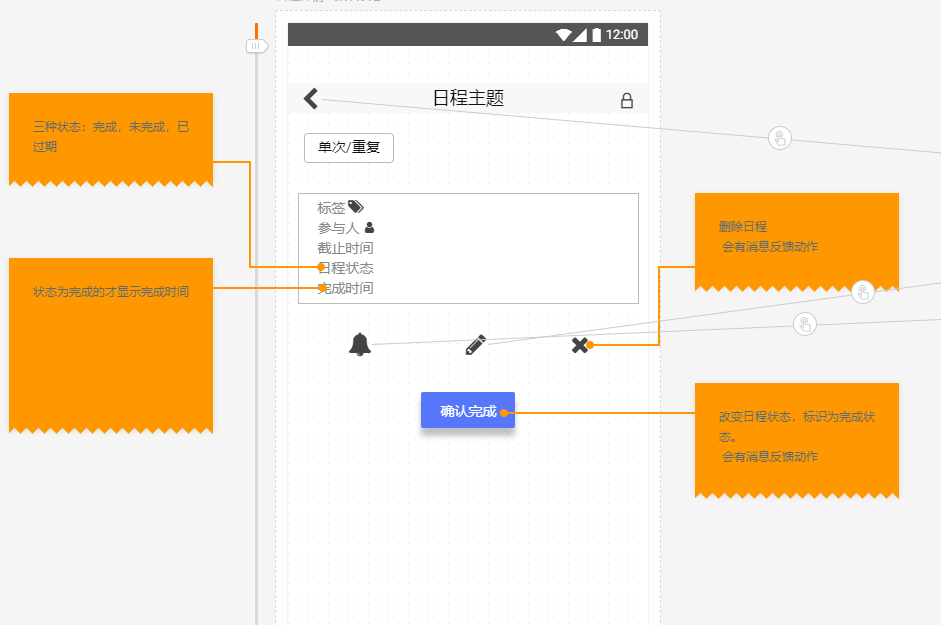 12:00
日程主题
单次/重复
标签
参与人
截止时间
日程状态
完成时间
确认完成
三种状态：完成，未完成，已
过期
状态为完成的才显示完成时间
删除日程
会有消息反馈动作
改变日程状态，标识为完成状
态。
会有消息反馈动作